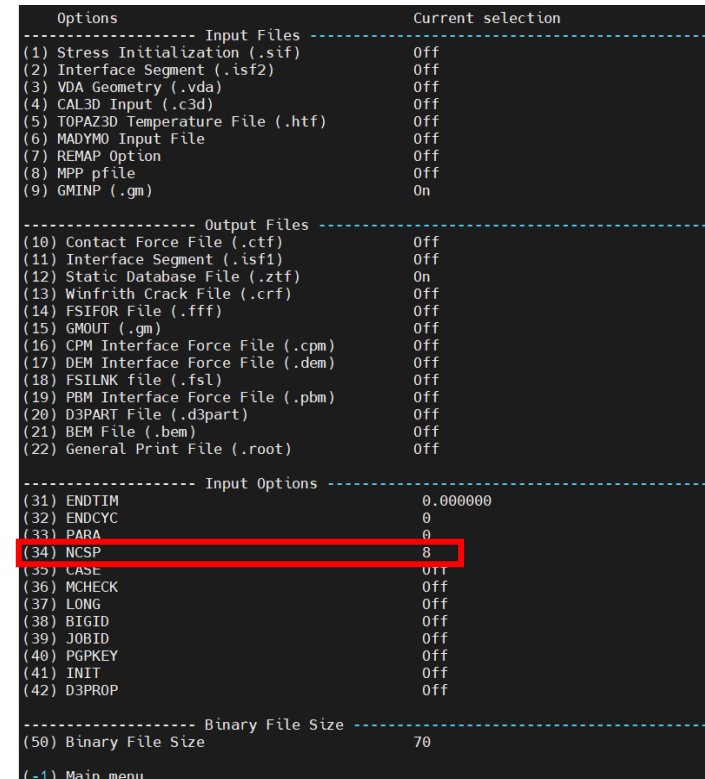 Options Current selection
------------------- Input Files -------------------
(1) Stress Initialization (.sif) Off
(2) Interface Segment (.isf2) Off
(3) VDA Geometry (.vda) Off
(4) CAL3D Input (.c3d) Off
(5) TOPAZ3D Temperature File (.htf) Off
(6) MADYMO Input File Off
(7) REMAP Option Off
(8) MPP pfile Off
(9) GMINP (.gm) On
------------------- Output Files -------------------
(10) Contact Force File (.ctf) Off
(11) Interface Segment (.isf1) Off
(12) Static Database File (.ztf) On
(13) Winfrith Crack File (.crf) Off
(14) FSIFOR File (.fff) Off
(15) GMOUT (.gm) Off
(16) CPM Interface Force File (.cpm) Off
(17) DEM Interface Force File (.dem) Off
(18) FSILNK file (.fsl) Off
(19) PBM Interface Force File (.pbm) Off
(20) D3PART File (.d3part) Off
(21) BEM File (.bem) Off
(22) General Print File (.root) Off
------------------- Input Options -------------------
(31) ENDTIM 0.000000
(32) ENDCYC 0
(33) PARA 0
(34) NCSP 8
(35) CASE Off
(36) MCHECK Off
(37) LONG Off
(38) BIGID Off
(39) JOBID Off
(40) PGPKEY Off
(41) INIT Off
(42) D3PROP Off
------------------- Binary File Size -------------------
(50) Binary File Size 70
(-1) Main menu